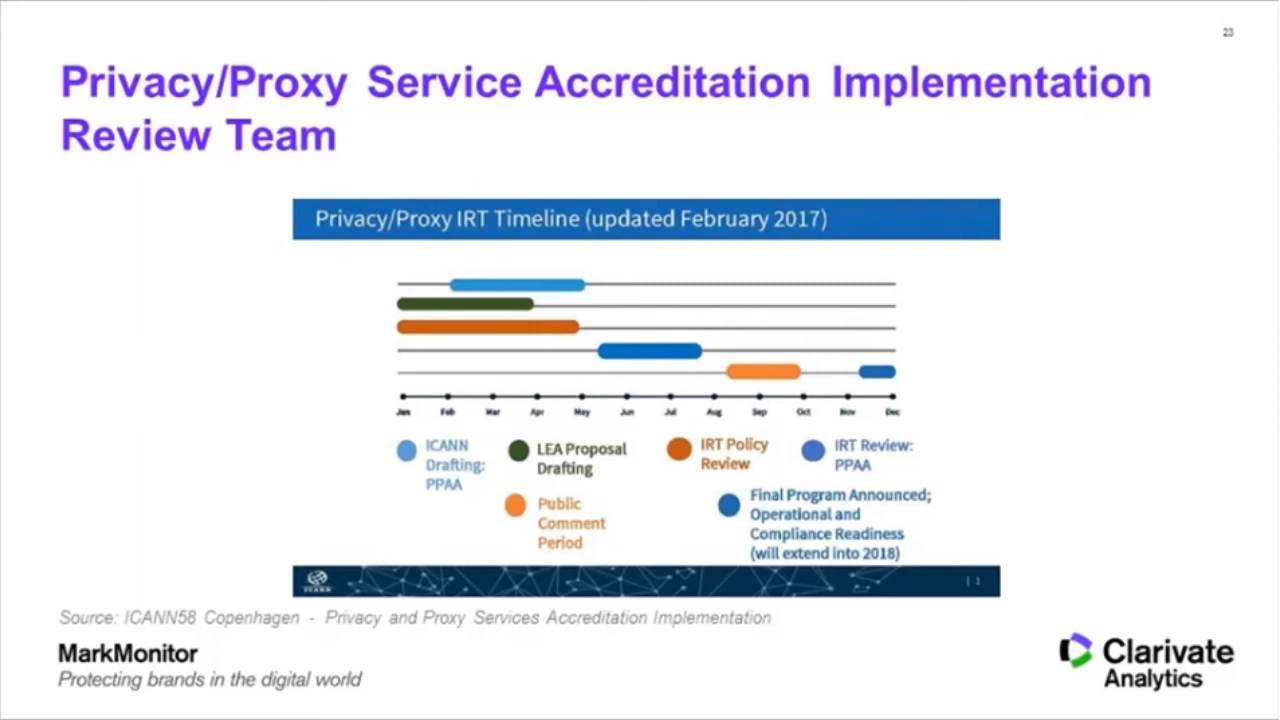 23
Privacy/Proxy Service Accreditation Implementation
Review Team
Privacy/Proxy IRT Timeline (updated February 2017)
Jan Feb Mar Apr May Jun Jul Aug Sep Oct Nov Dec
ICANN
Drafting:
PPAA
LEA Proposal
Drafting
IRT Policy
Review
IRT Review:
PPAA
Public
Comment
Period
Final Program Announced;
Operational and
Compliance Readiness
(will extend into 2018)
ICANN
| 1
Source: ICANN58 Copenhagen - Privacy and Proxy Services Accreditation Implementation
MarkMonitor
Protecting brands in the digital world
Clarivate
Analytics